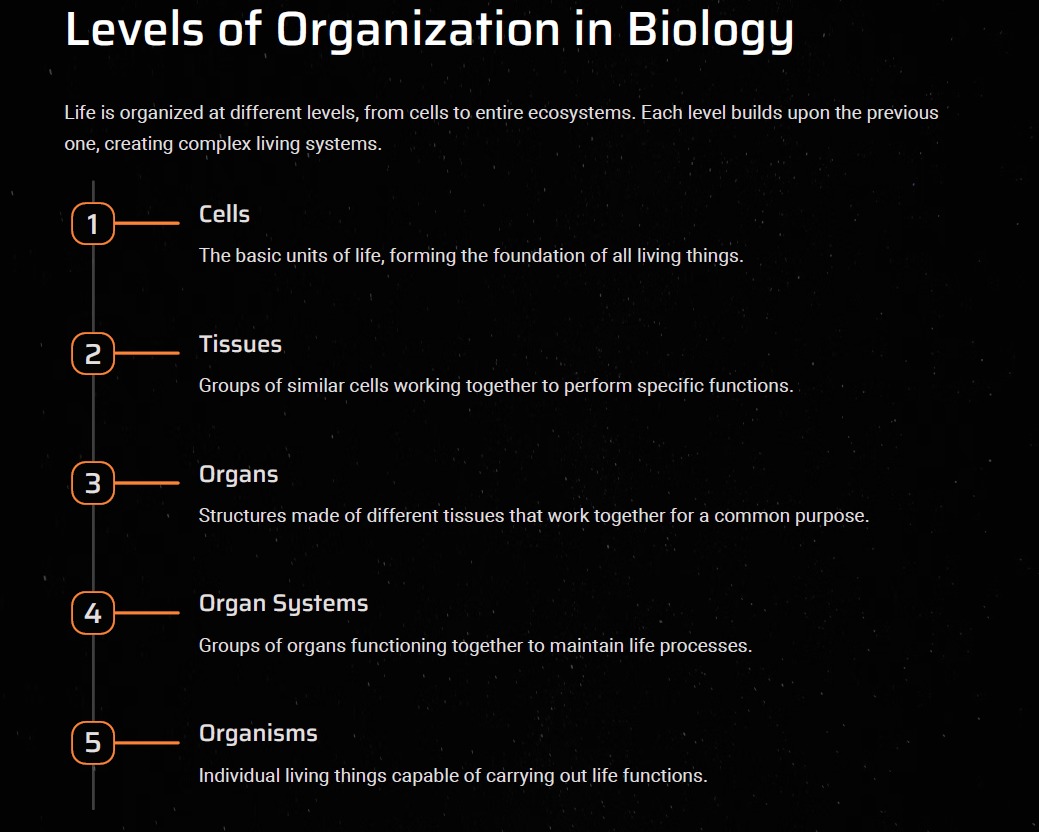 Levels of Organization in Biology
Life is organized at different levels, from cells to entire ecosystems. Each level builds upon the previous
one, creating complex living systems.
1
Cells
The basic units of life, forming the foundation of all living things.
2
Tissues
Groups of similar cells working together to perform specific functions.
3
Organs
Structures made of different tissues that work together for a common purpose.
4
Organ Systems
Groups of organs functioning together to maintain life processes.
5
Organisms
Individual living things capable of carrying out life functions.